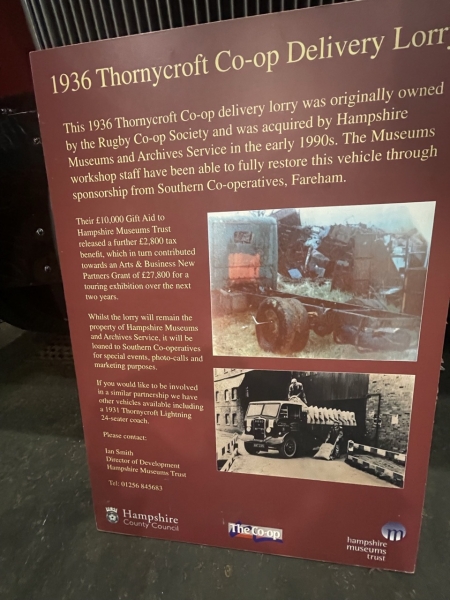 1936 Thornycroft Co-op Delivery Lorry
This 1936 Thornycroft Co-op delivery lorry was originally owned
by the Rugby Co-op Society and was acquired by Hampshire
Museums and Archives Service in the early 1990s. The Museums
workshop staff have been able to fully restore this vehicle through
sponsorship from Southern Co-operatives, Fareham.
Their £10,000 Gift Aid to
Hampshire Museums Trust
released a further £2,800 tax
benefit, which in turn contributed
towards an Arts & Business New
Partners Grant of £27,800 for a
touring exhibition over the next
two years.
Whilst the lorry will remain the
property of Hampshire Museums
and Archives Service, it will be
loaned to Southern Co-operatives
for special events, photo-calls and
marketing purposes.
If you would like to be involved
in a similar partnership we have
other vehicles available including
a 1931 Thornycroft Lightning
24-seater coach.
Please contact:
Ian Smith
Director of Development
Hampshire Museums Trust
Tel: 01256 845683
Hampshire
County Council
The Co-op
hampshire
museums
trust